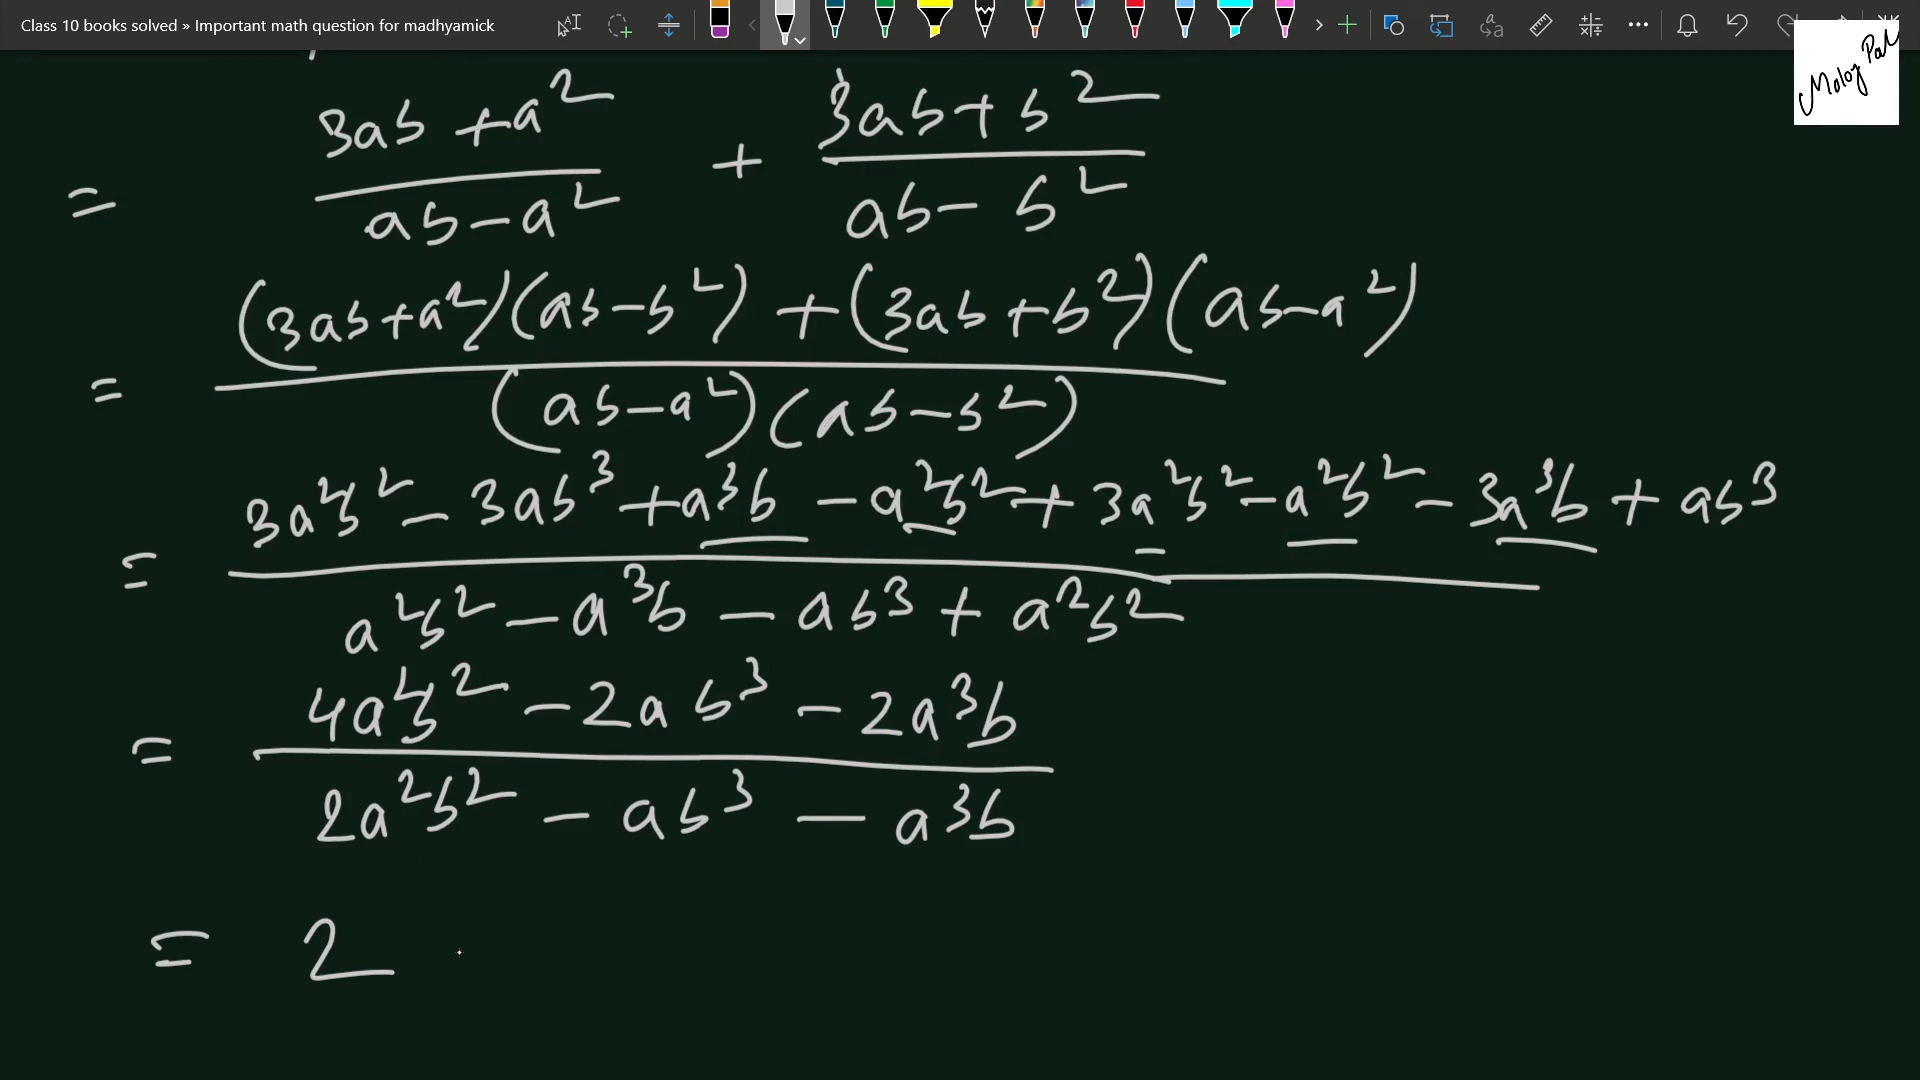 Class 10 books solved » Important math question for madhyamick
Moloy Pal
= (3ab + a²)/(ab - a²) + (3ab + b²)/(ab - b²)
= ((3ab + a²)(ab - b²) + (3ab + b²)(ab - a²))/((ab - a²)(ab - b²))
= (3a²b² - 3ab³ + a³b - a²b² + 3a²b² - a²b² - 3a³b + ab³)/(a²b² - a³b - ab³ + a²b²)
= (4a²b² - 2ab³ - 2a³b)/(2a²b² - ab³ - a³b)
= 2